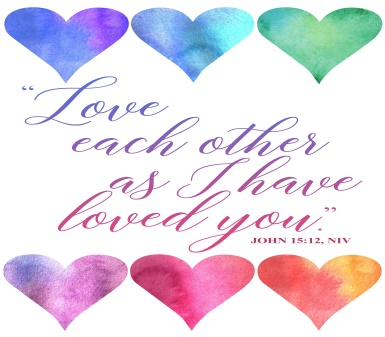 “Love
each other
as I have
loved you.”
JOHN 15:12, NIV